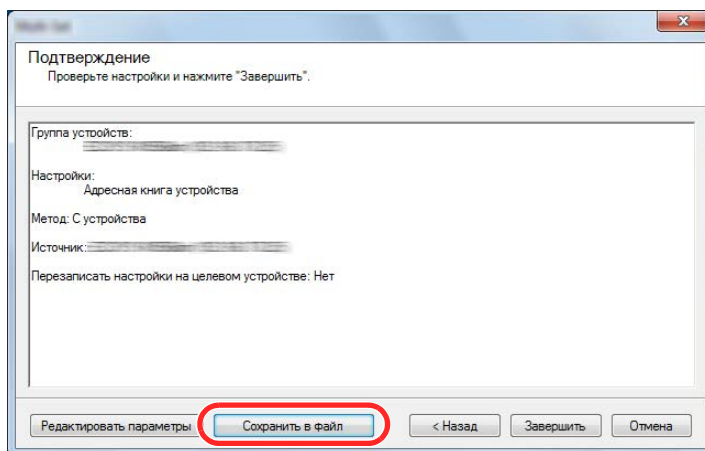 Подтверждение
Проверьте настройки и нажмите "Завершить".
Группа устройств:
Настройки:
Адресная книга устройства
Метод: С устройства
Источник:
Перезаписать настройки на целевом устройстве: Нет
Редактировать параметры
Сохранить в файл
< Назад
Завершить
Отмена